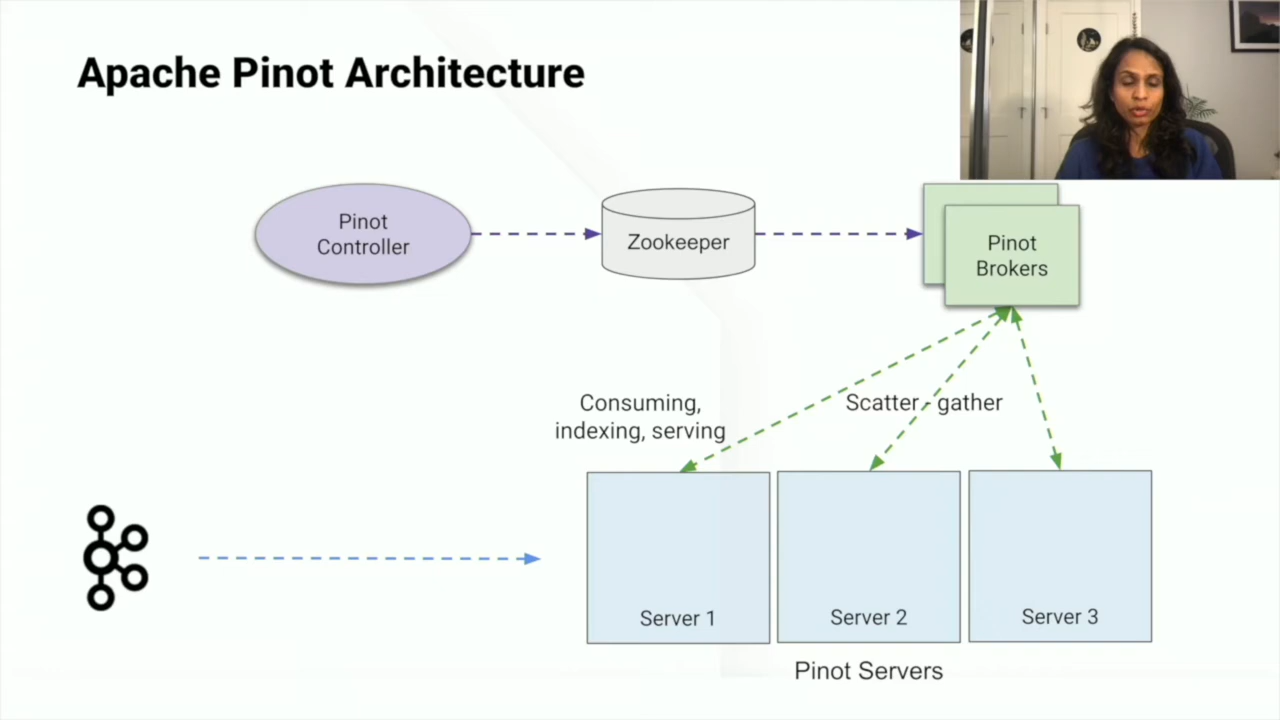 Apache Pinot Architecture
Pinot
Controller
Zookeeper
Pinot
Brokers
Consuming,
indexing, serving
Scatter - gather
Server 1
Server 2
Server 3
Pinot Servers